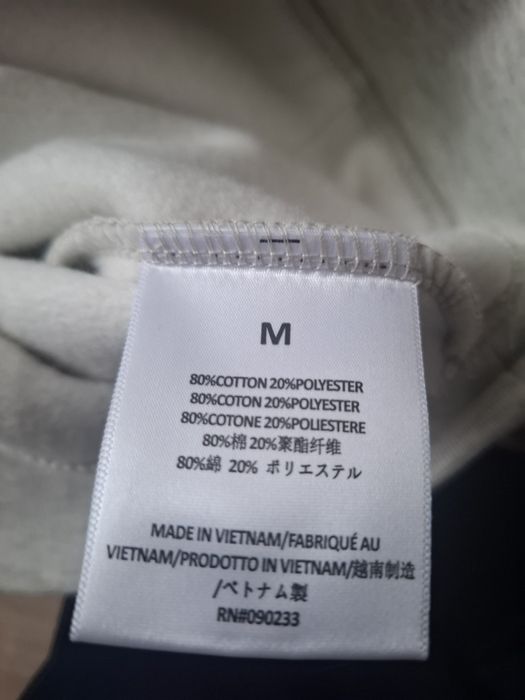 M
80%COTTON 20%POLYESTER
80%COTON 20%POLYESTER
80%COTONE 20%POLIESTERE
80%棉 20%聚酯纤维
80%綿 20% ポリエステル
MADE IN VIETNAM/FABRIQUÉ AU
VIETNAM/PRODOTTO IN VIETNAM/越南制造
/ベトナム製
RN#090233